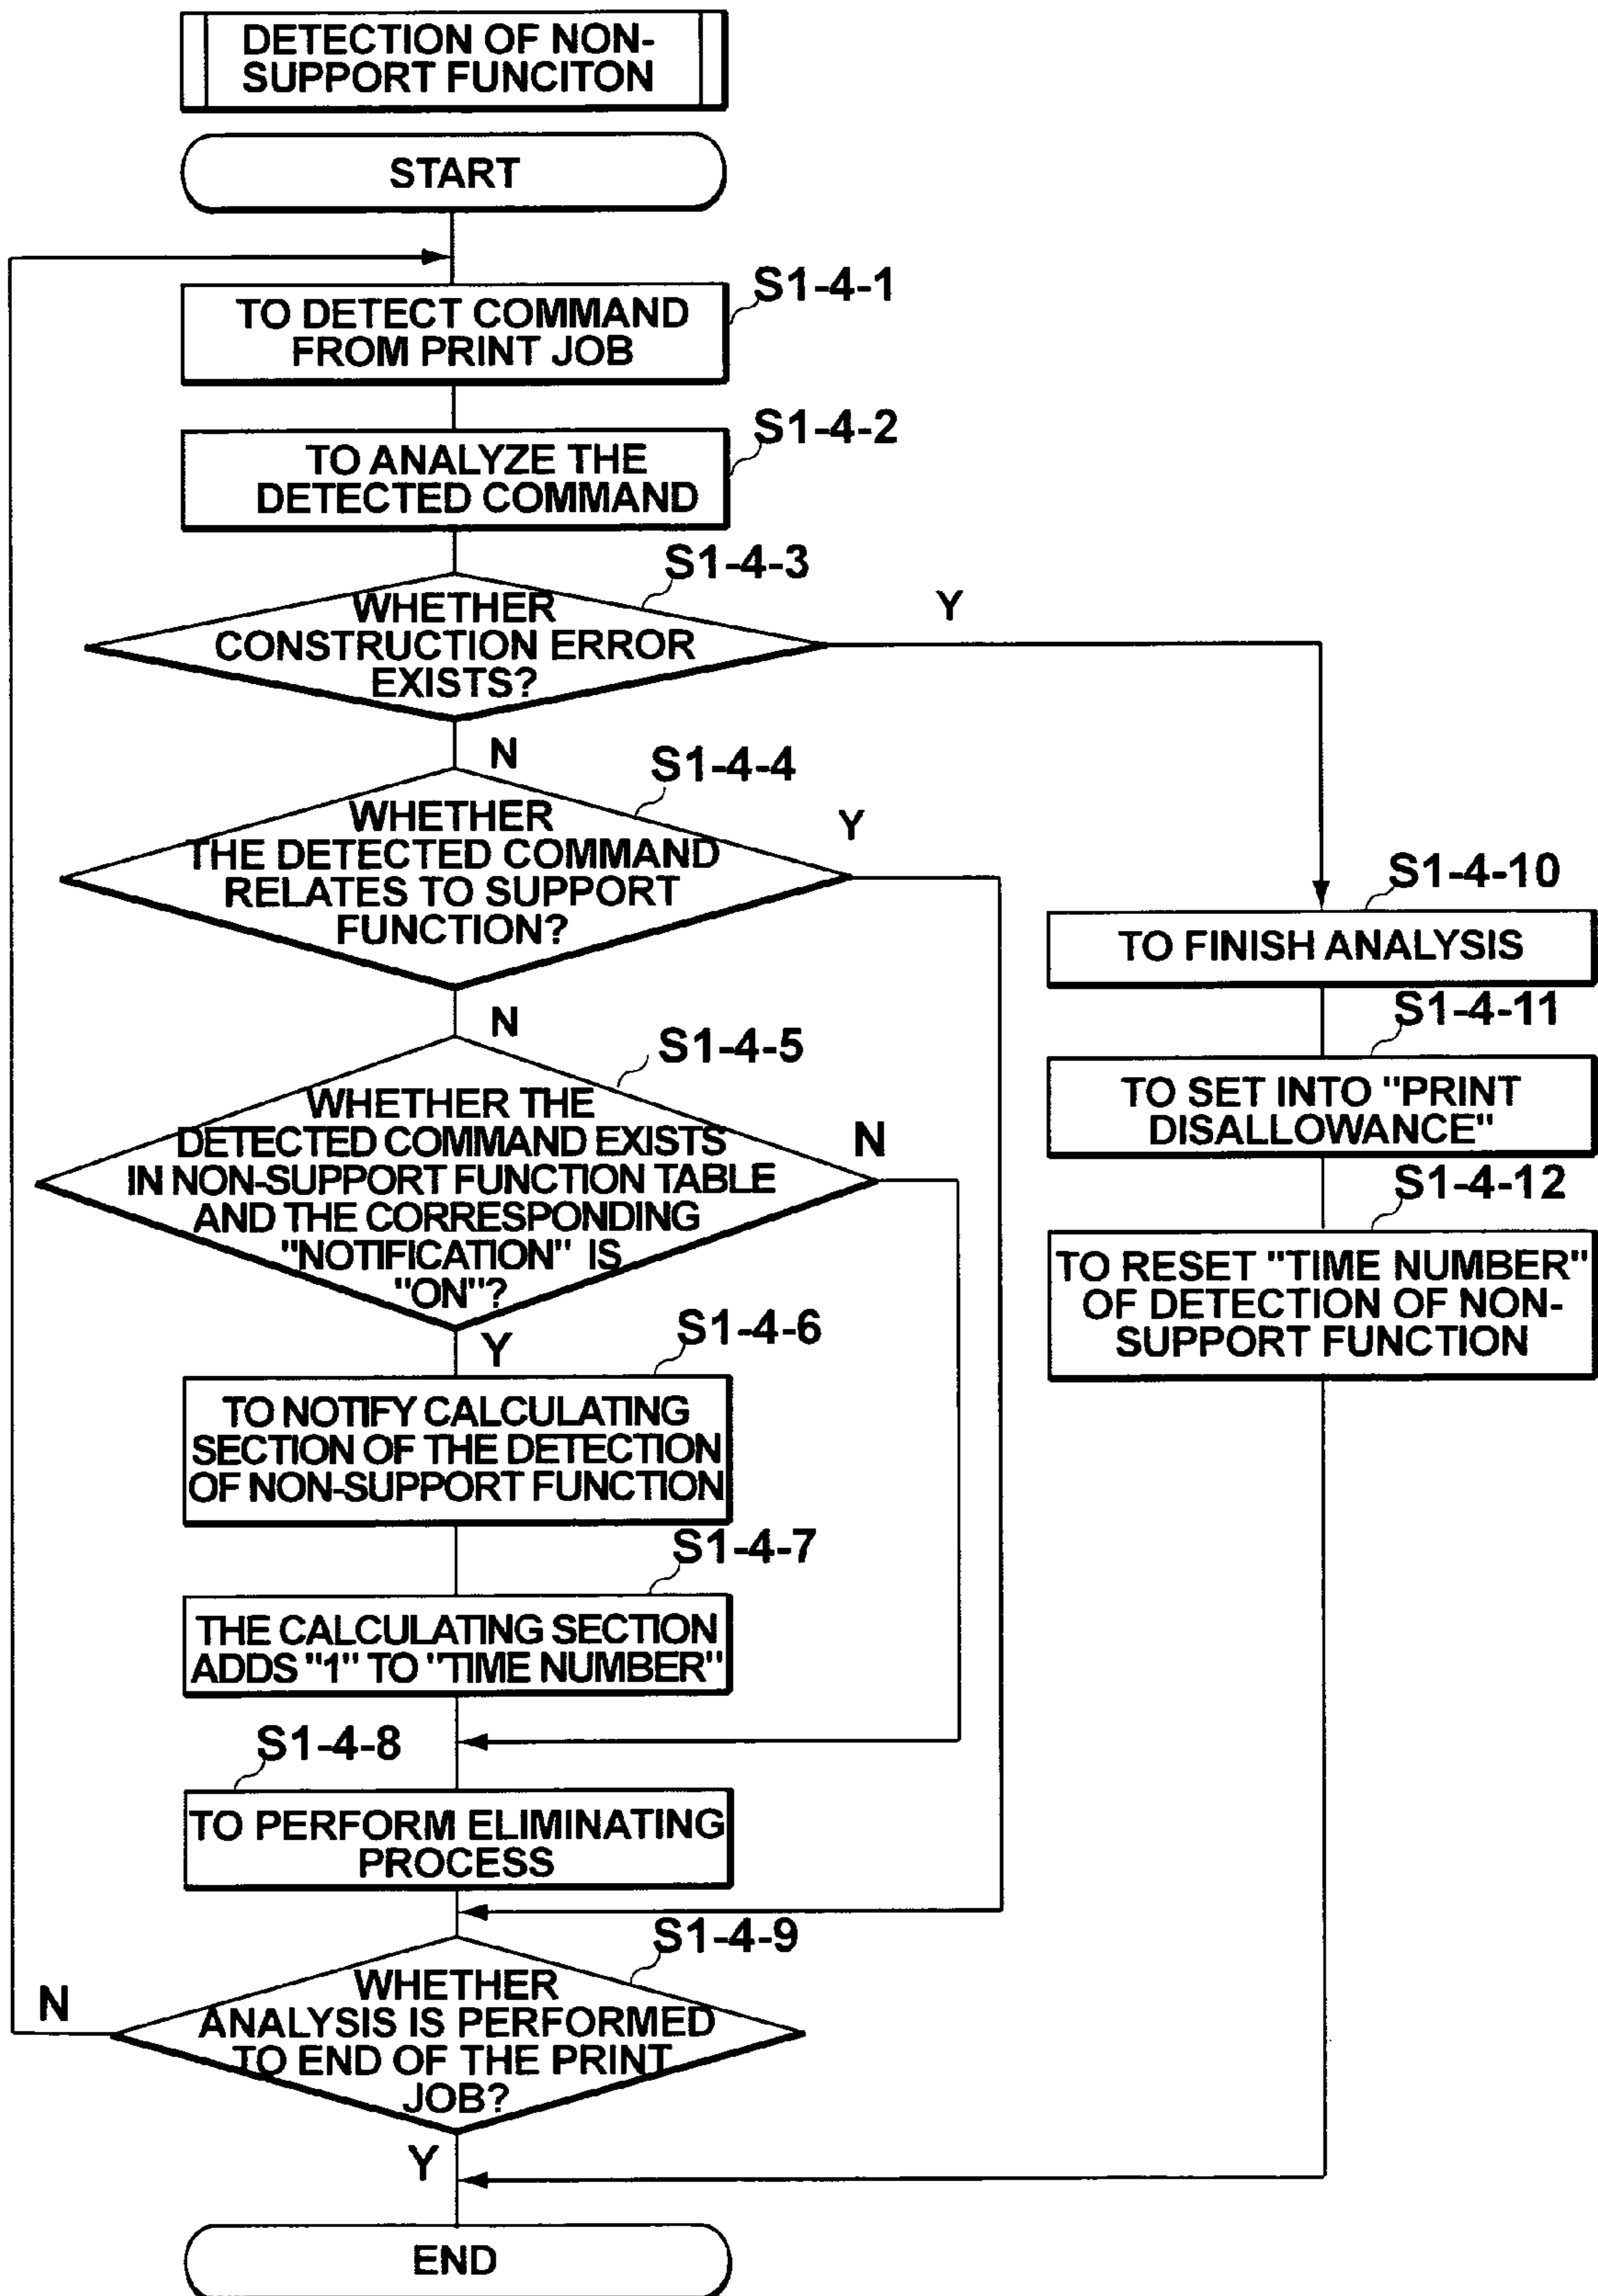 DETECTION OF NON-
SUPPORT FUNCITON
START
S1-4-1
TO DETECT COMMAND
FROM PRINT JOB
S1-4-2
TO ANALYZE THE
DETECTED COMMAND
S1-4-3
WHETHER
CONSTRUCTION ERROR
EXISTS?
Y
N
S1-4-4
WHETHER
THE DETECTED COMMAND
RELATES TO SUPPORT
FUNCTION?
Y
N
S1-4-5
WHETHER THE
DETECTED COMMAND EXISTS
IN NON-SUPPORT FUNCTION TABLE
AND THE CORRESPONDING
"NOTIFICATION" IS
"ON"?
N
Y
S1-4-6
TO NOTIFY CALCULATING
SECTION OF THE DETECTION
OF NON-SUPPORT FUNCTION
S1-4-7
THE CALCULATING SECTION
ADDS "1" TO "TIME NUMBER"
S1-4-8
TO PERFORM ELIMINATING
PROCESS
S1-4-9
WHETHER
ANALYSIS IS PERFORMED
TO END OF THE PRINT
JOB?
N
Y
S1-4-10
TO FINISH ANALYSIS
S1-4-11
TO SET INTO "PRINT
DISALLOWANCE"
S1-4-12
TO RESET "TIME NUMBER"
OF DETECTION OF NON-
SUPPORT FUNCTION
END